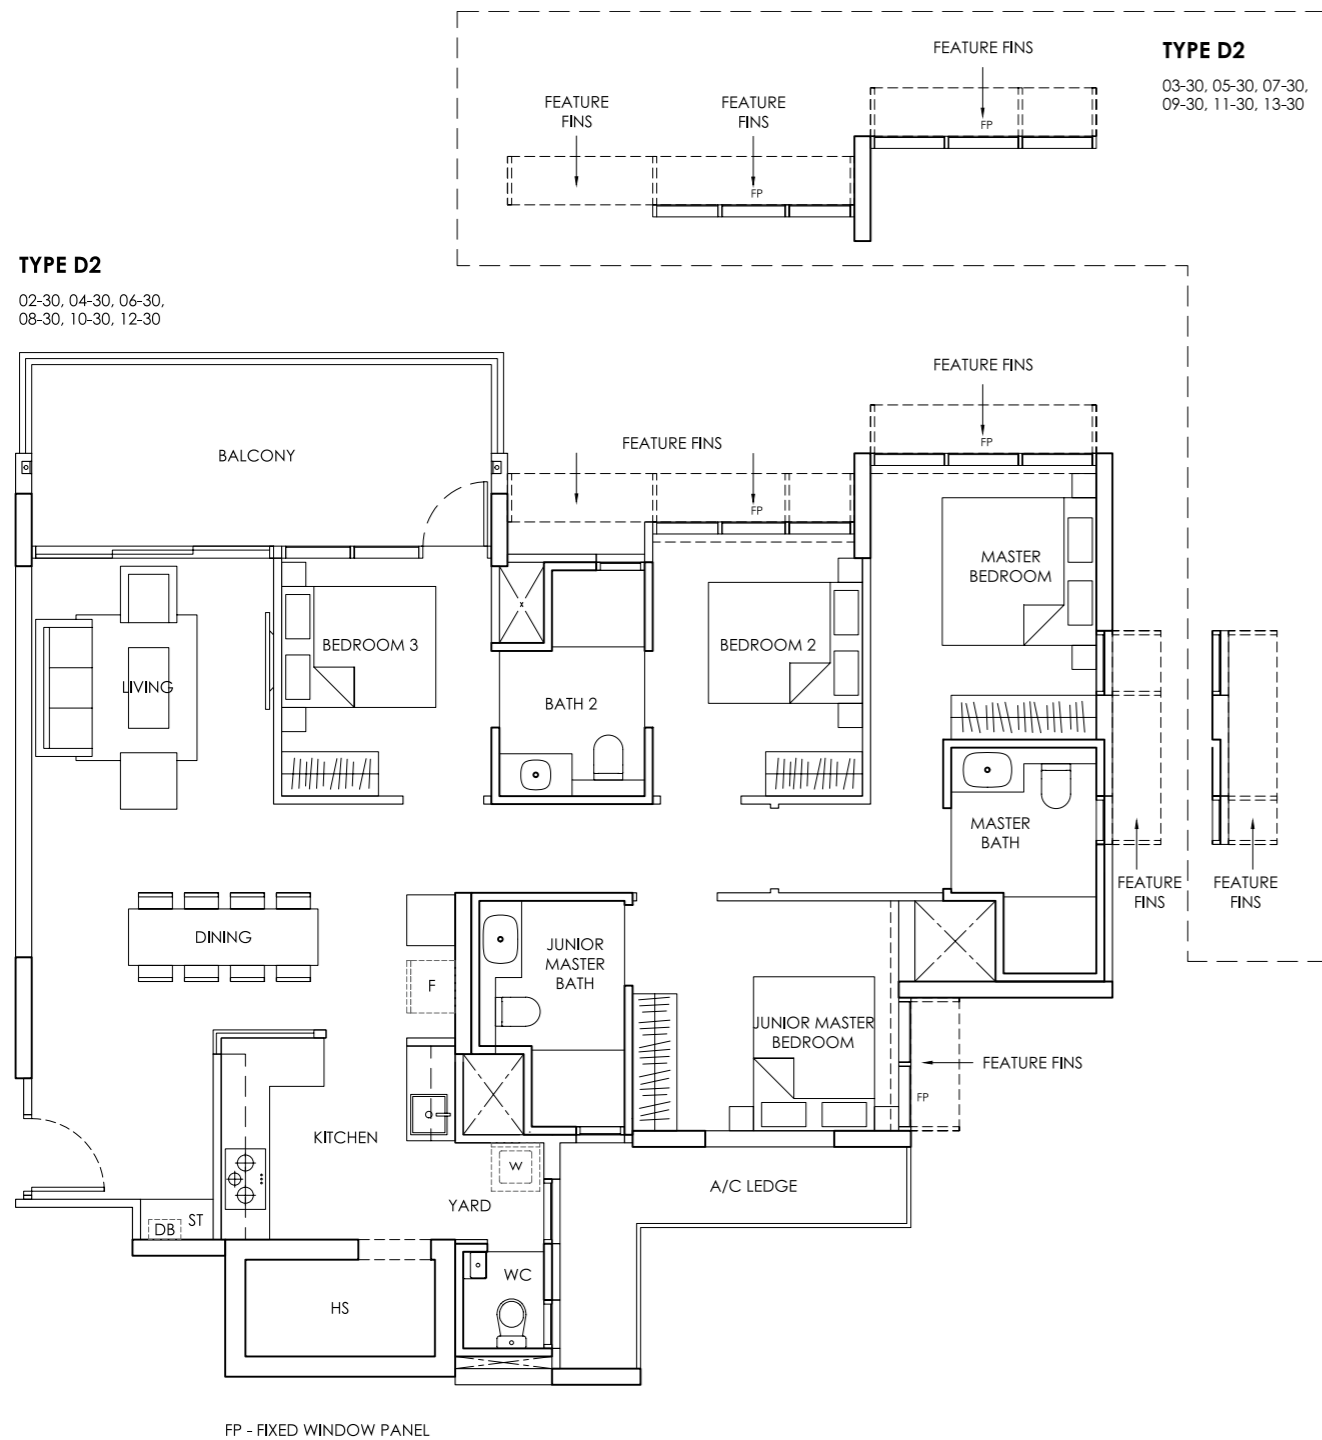 FEATURE FINS
TYPE D2
03-30, 05-30, 07-30,
09-30, 11-30, 13-30
FEATURE
FINS
FEATURE
FINS
FP
FP
TYPE D2
02-30, 04-30, 06-30,
08-30, 10-30, 12-30
FEATURE FINS
FEATURE FINS
FP
BALCONY
FP
MASTER
BEDROOM
BEDROOM 3
BEDROOM 2
LIVING
BATH 2
MASTER
BATH
FEATURE
FINS
FEATURE
FINS
DINING
JUNIOR
MASTER
BATH
F
JUNIOR MASTER
BEDROOM
FEATURE FINS
FP
KITCHEN
W
A/C LEDGE
YARD
ST
DB
WC
HS
FP - FIXED WINDOW PANEL